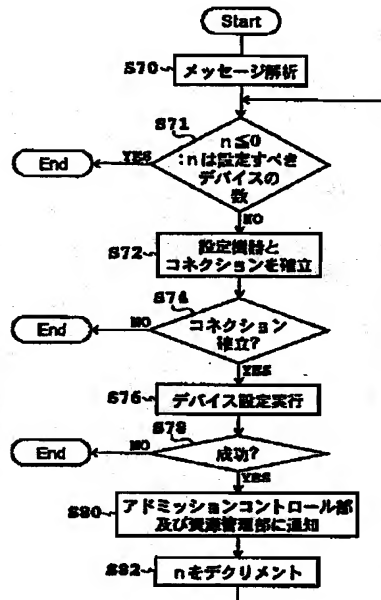 Start
S70
メッセージ解析
S71
n≦0
:nは設定すべき
デバイスの
数
YES
End
NO
S72
設定機器と
コネクションを確立
S74
コネクション
確立?
NO
End
YES
S76
デバイス設定実行
S78
成功?
NO
End
YES
S80
アドミッションコントロール部
及び資源管理部に通知
S82
nをデクリメント